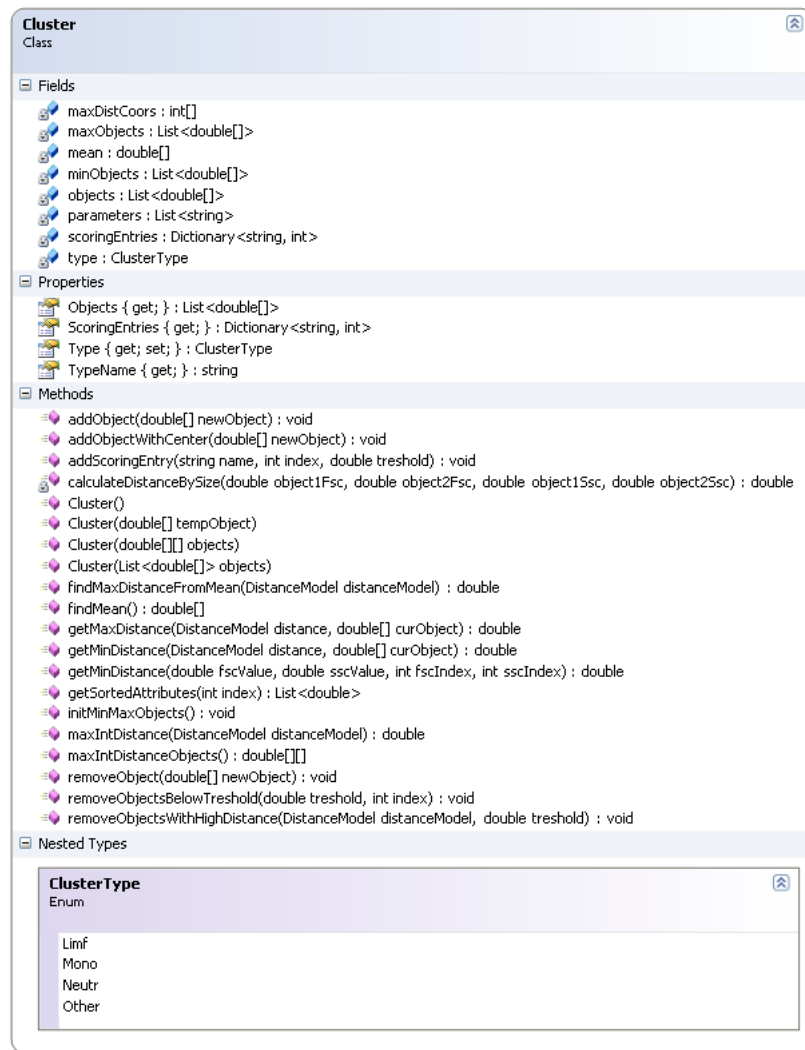 Cluster
Class
Fields
maxDistCoors : int[]
maxObjects : List<double[]>
mean : double[]
minObjects : List<double[]>
objects : List<double[]>
parameters : List<string>
scoringEntries : Dictionary<string, int>
type : ClusterType
Properties
Objects { get; } : List<double[]>
ScoringEntries { get; } : Dictionary<string, int>
Type { get; set; } : ClusterType
TypeName { get; } : string
Methods
addObject(double[] newObject) : void
addObjectWithCenter(double[] newObject) : void
addScoringEntry(string name, int index, double treshold) : void
calculateDistanceBySize(double object1Fsc, double object2Fsc, double object1Ssc, double object2Ssc) : double
Cluster()
Cluster(double[] tempObject)
Cluster(double[][] objects)
Cluster(List<double[]> objects)
findMaxDistanceFromMean(DistanceModel distanceModel) : double
findMean() : double[]
getMaxDistance(DistanceModel distance, double[] curObject) : double
getMinDistance(DistanceModel distance, double[] curObject) : double
getMinDistance(double fscValue, double sscValue, int fscIndex, int sscIndex) : double
getSortedAttributes(int index) : List<double>
initMinMaxObjects() : void
maxIntDistance(DistanceModel distanceModel) : double
maxIntDistanceObjects() : double[][]
removeObject(double[] newObject) : void
removeObjectsBelowTreshold(double treshold, int index) : void
removeObjectsWithHighDistance(DistanceModel distanceModel, double treshold) : void
Nested Types
ClusterType
Enum
Limf
Mono
Neutr
Other